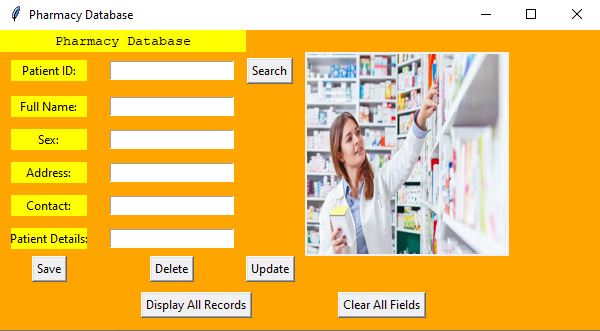 Pharmacy Database
Pharmacy Database
Patient ID:
Search
Full Name:
Sex:
Address:
Contact:
Patient Details:
Save
Delete
Update
Display All Records
Clear All Fields